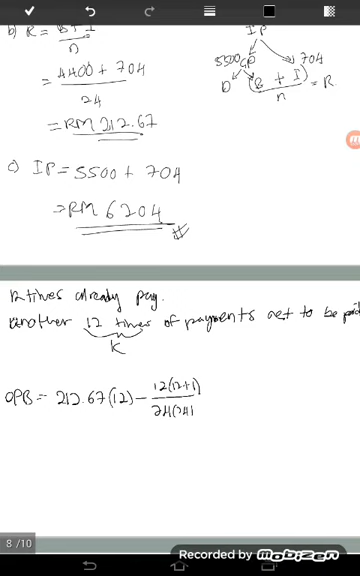 b) R = B + I / n
= 4400 + 704 / 24
= RM 212.67
IP
5500 CP 704
D (B + I) / n = R
c) IP = 5500 + 704
= RM 6204 #
12 times already pay.
Another 12 times of payments not to be paid
K
OPB = 212.67(12) - 12(12+1) / 24(241
8 /10
Recorded by mobizen